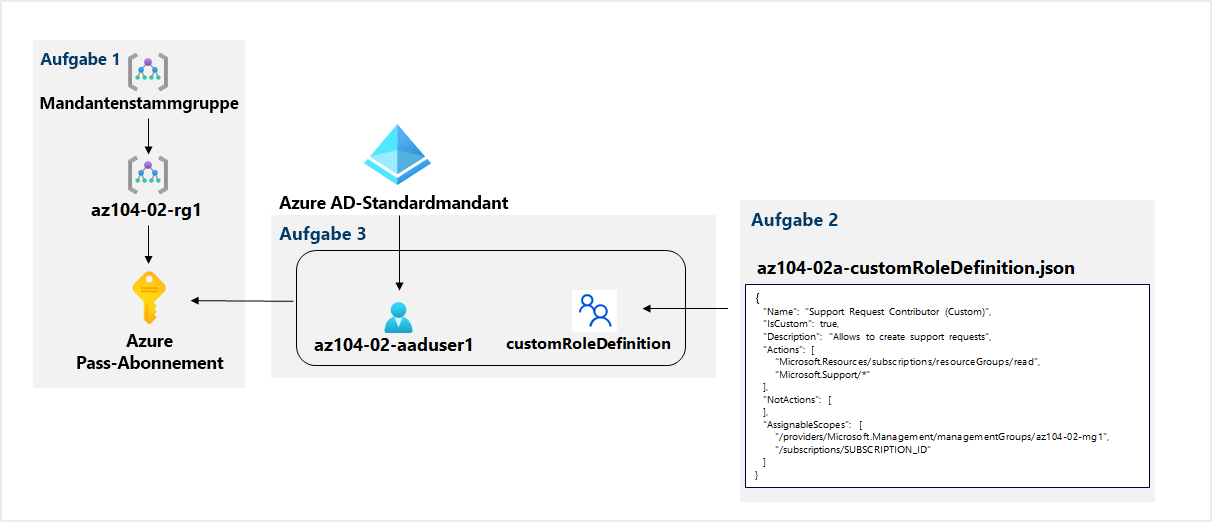 Aufgabe 1
Mandantenstammgruppe
az104-02-rg1
Azure
Pass-Abonnement
Azure AD-Standardmandant
Aufgabe 3
az104-02-aaduser1
customRoleDefinition
Aufgabe 2
az104-02a-customRoleDefinition.json
{
"Name": "Support Request Contributor (Custom)",
"IsCustom": true,
"Description": "Allows to create support requests",
"Actions": [
"Microsoft.Resources/subscriptions/resourceGroups/read",
"Microsoft.Support/*"
],
"NotActions": [
],
"AssignableScopes": [
"/providers/Microsoft.Management/managementGroups/az104-02-mg1",
"/subscriptions/SUBSCRIPTION_ID"
]
}